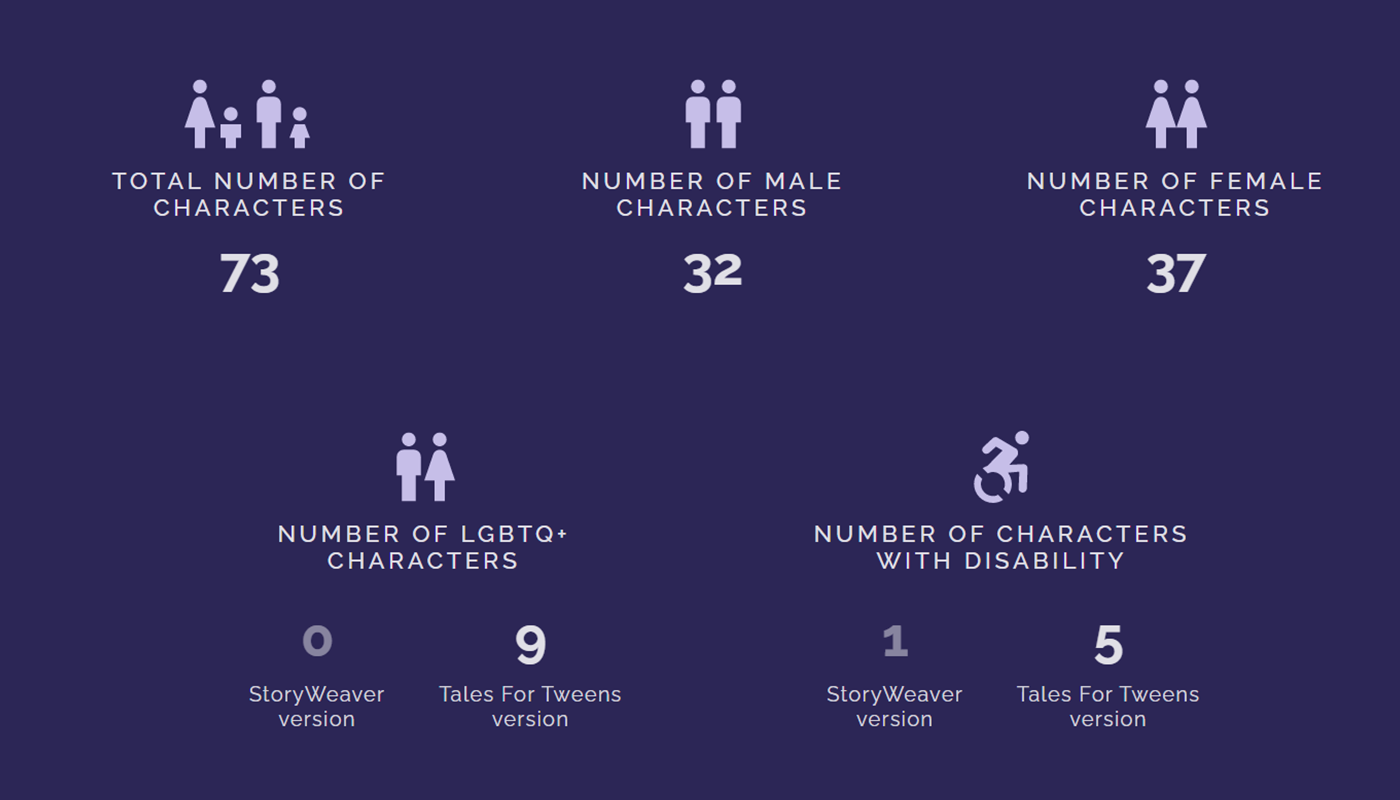 TOTAL NUMBER OF
CHARACTERS
73
NUMBER OF MALE
CHARACTERS
32
NUMBER OF FEMALE
CHARACTERS
37
NUMBER OF LGBTQ+
CHARACTERS
0
StoryWeaver
version
9
Tales For Tweens
version
NUMBER OF CHARACTERS
WITH DISABILITY
1
StoryWeaver
version
5
Tales For Tweens
version